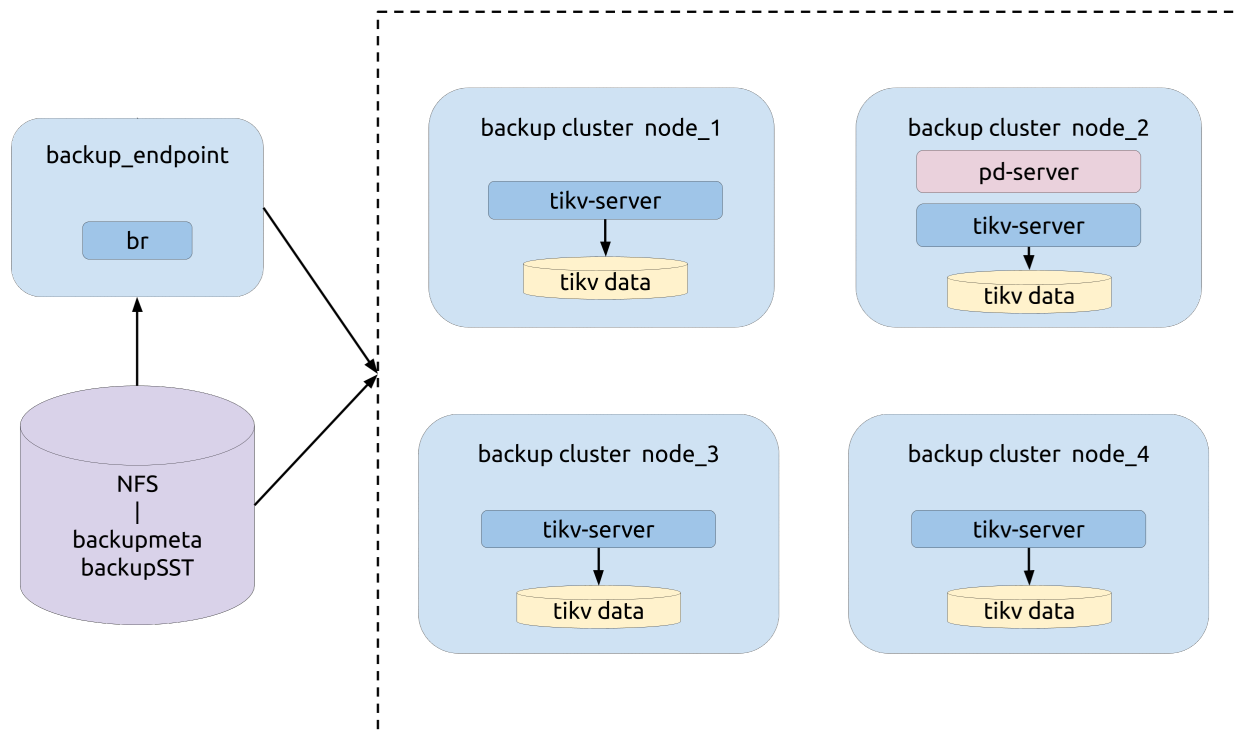 backup_endpoint
br
NFS
|
backupmeta
backupSST
backup cluster node_1
tikv-server
tikv data
backup cluster node_2
pd-server
tikv-server
tikv data
backup cluster node_3
tikv-server
tikv data
backup cluster node_4
tikv-server
tikv data